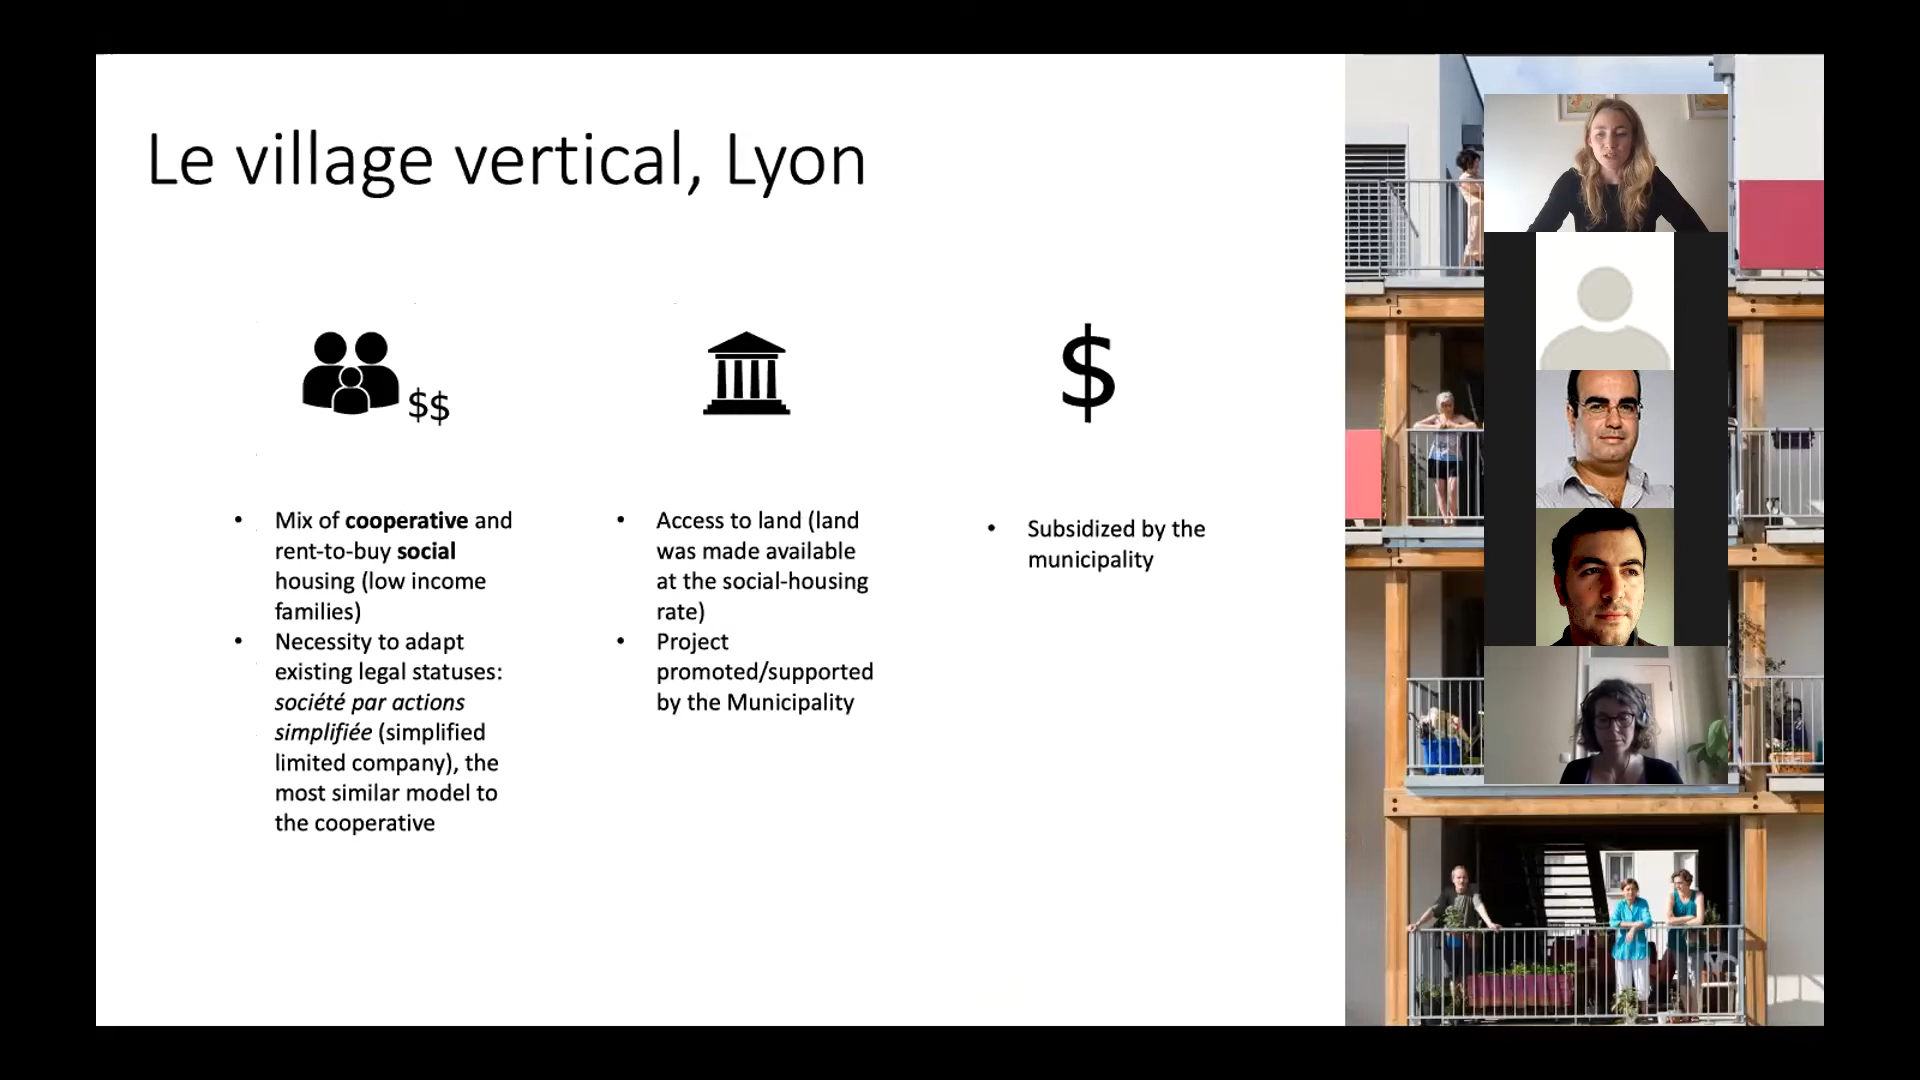 Le village vertical, Lyon
$$
$
• Mix of cooperative and
rent-to-buy social
housing (low income
families)
• Necessity to adapt
existing legal statuses:
société par actions
simplifiée (simplified
limited company), the
most similar model to
the cooperative
• Access to land (land
was made available
at the social-housing
rate)
• Project
promoted/supported
by the Municipality
• Subsidized by the
municipality